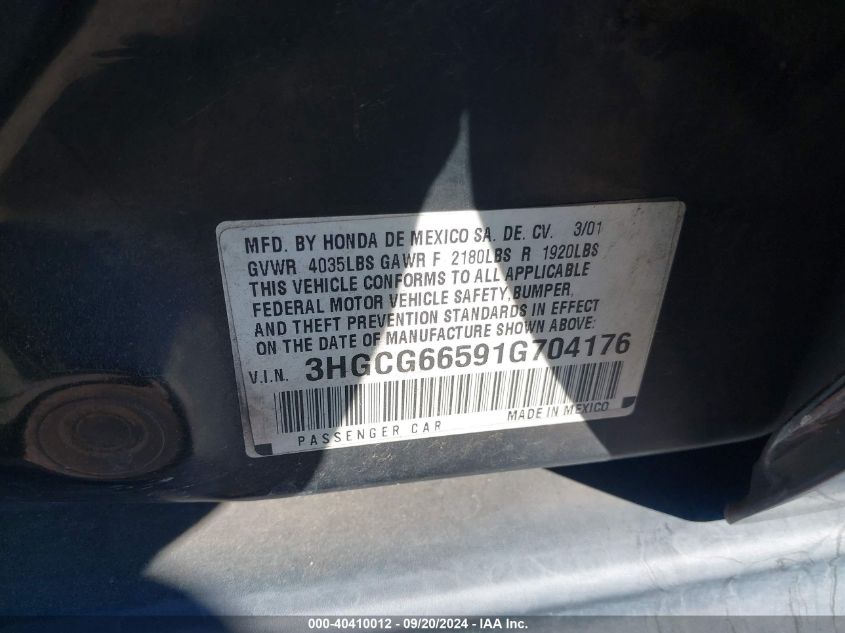 MFD. BY HONDA DE MEXICO SA. DE. CV. 3/01
GVWR 4035LBS GAWR F 2180LBS R 1920LBS
THIS VEHICLE CONFORMS TO ALL APPLICABLE
FEDERAL MOTOR VEHICLE SAFETY, BUMPER,
AND THEFT PREVENTION STANDARDS IN EFFECT
ON THE DATE OF MANUFACTURE SHOWN ABOVE:
V.I.N. 3HGCG66591G704176
PASSENGER CAR MADE IN MEXICO
000-40410012 - 09/20/2024 - IAA Inc.